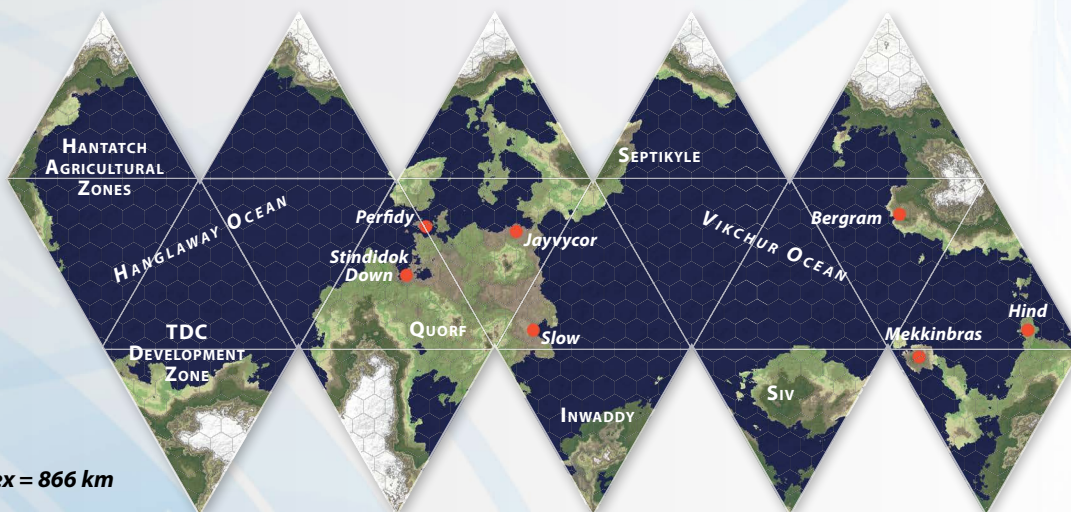 Hantatch
Agricultural
Zones
Septikyle
Hanglaway Ocean
Perfidy
Jayvycor
Stindidok
Down
Vikchur Ocean
Bergram
Quorf
Slow
TDC
Development
Zone
Hind
Mekkinbras
Inwaddy
Siv
ex = 866 km